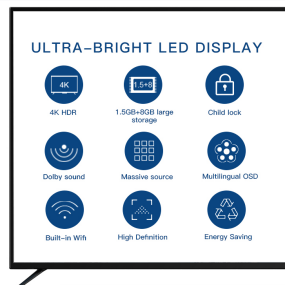 ULTRA-BRIGHT LED DISPLAY
4K
1.5+8
4K HDR
1.5GB+8GB large
storage
Child lock
Dolby sound
Massive source
Multilingual OSD
Built-in Wifi
High Definition
Energy Saving